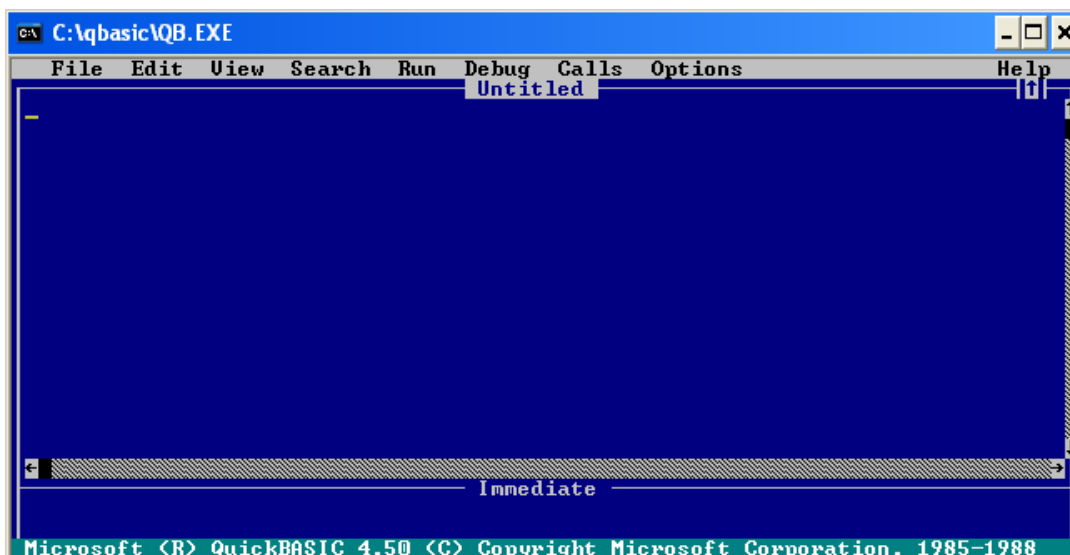 C:\qbasic\QB.EXE
File Edit View Search Run Debug Calls Options Help
Untitled
Immediate
Microsoft (R) QuickBASIC 4.50 (C) Copyright Microsoft Corporation, 1985-1988